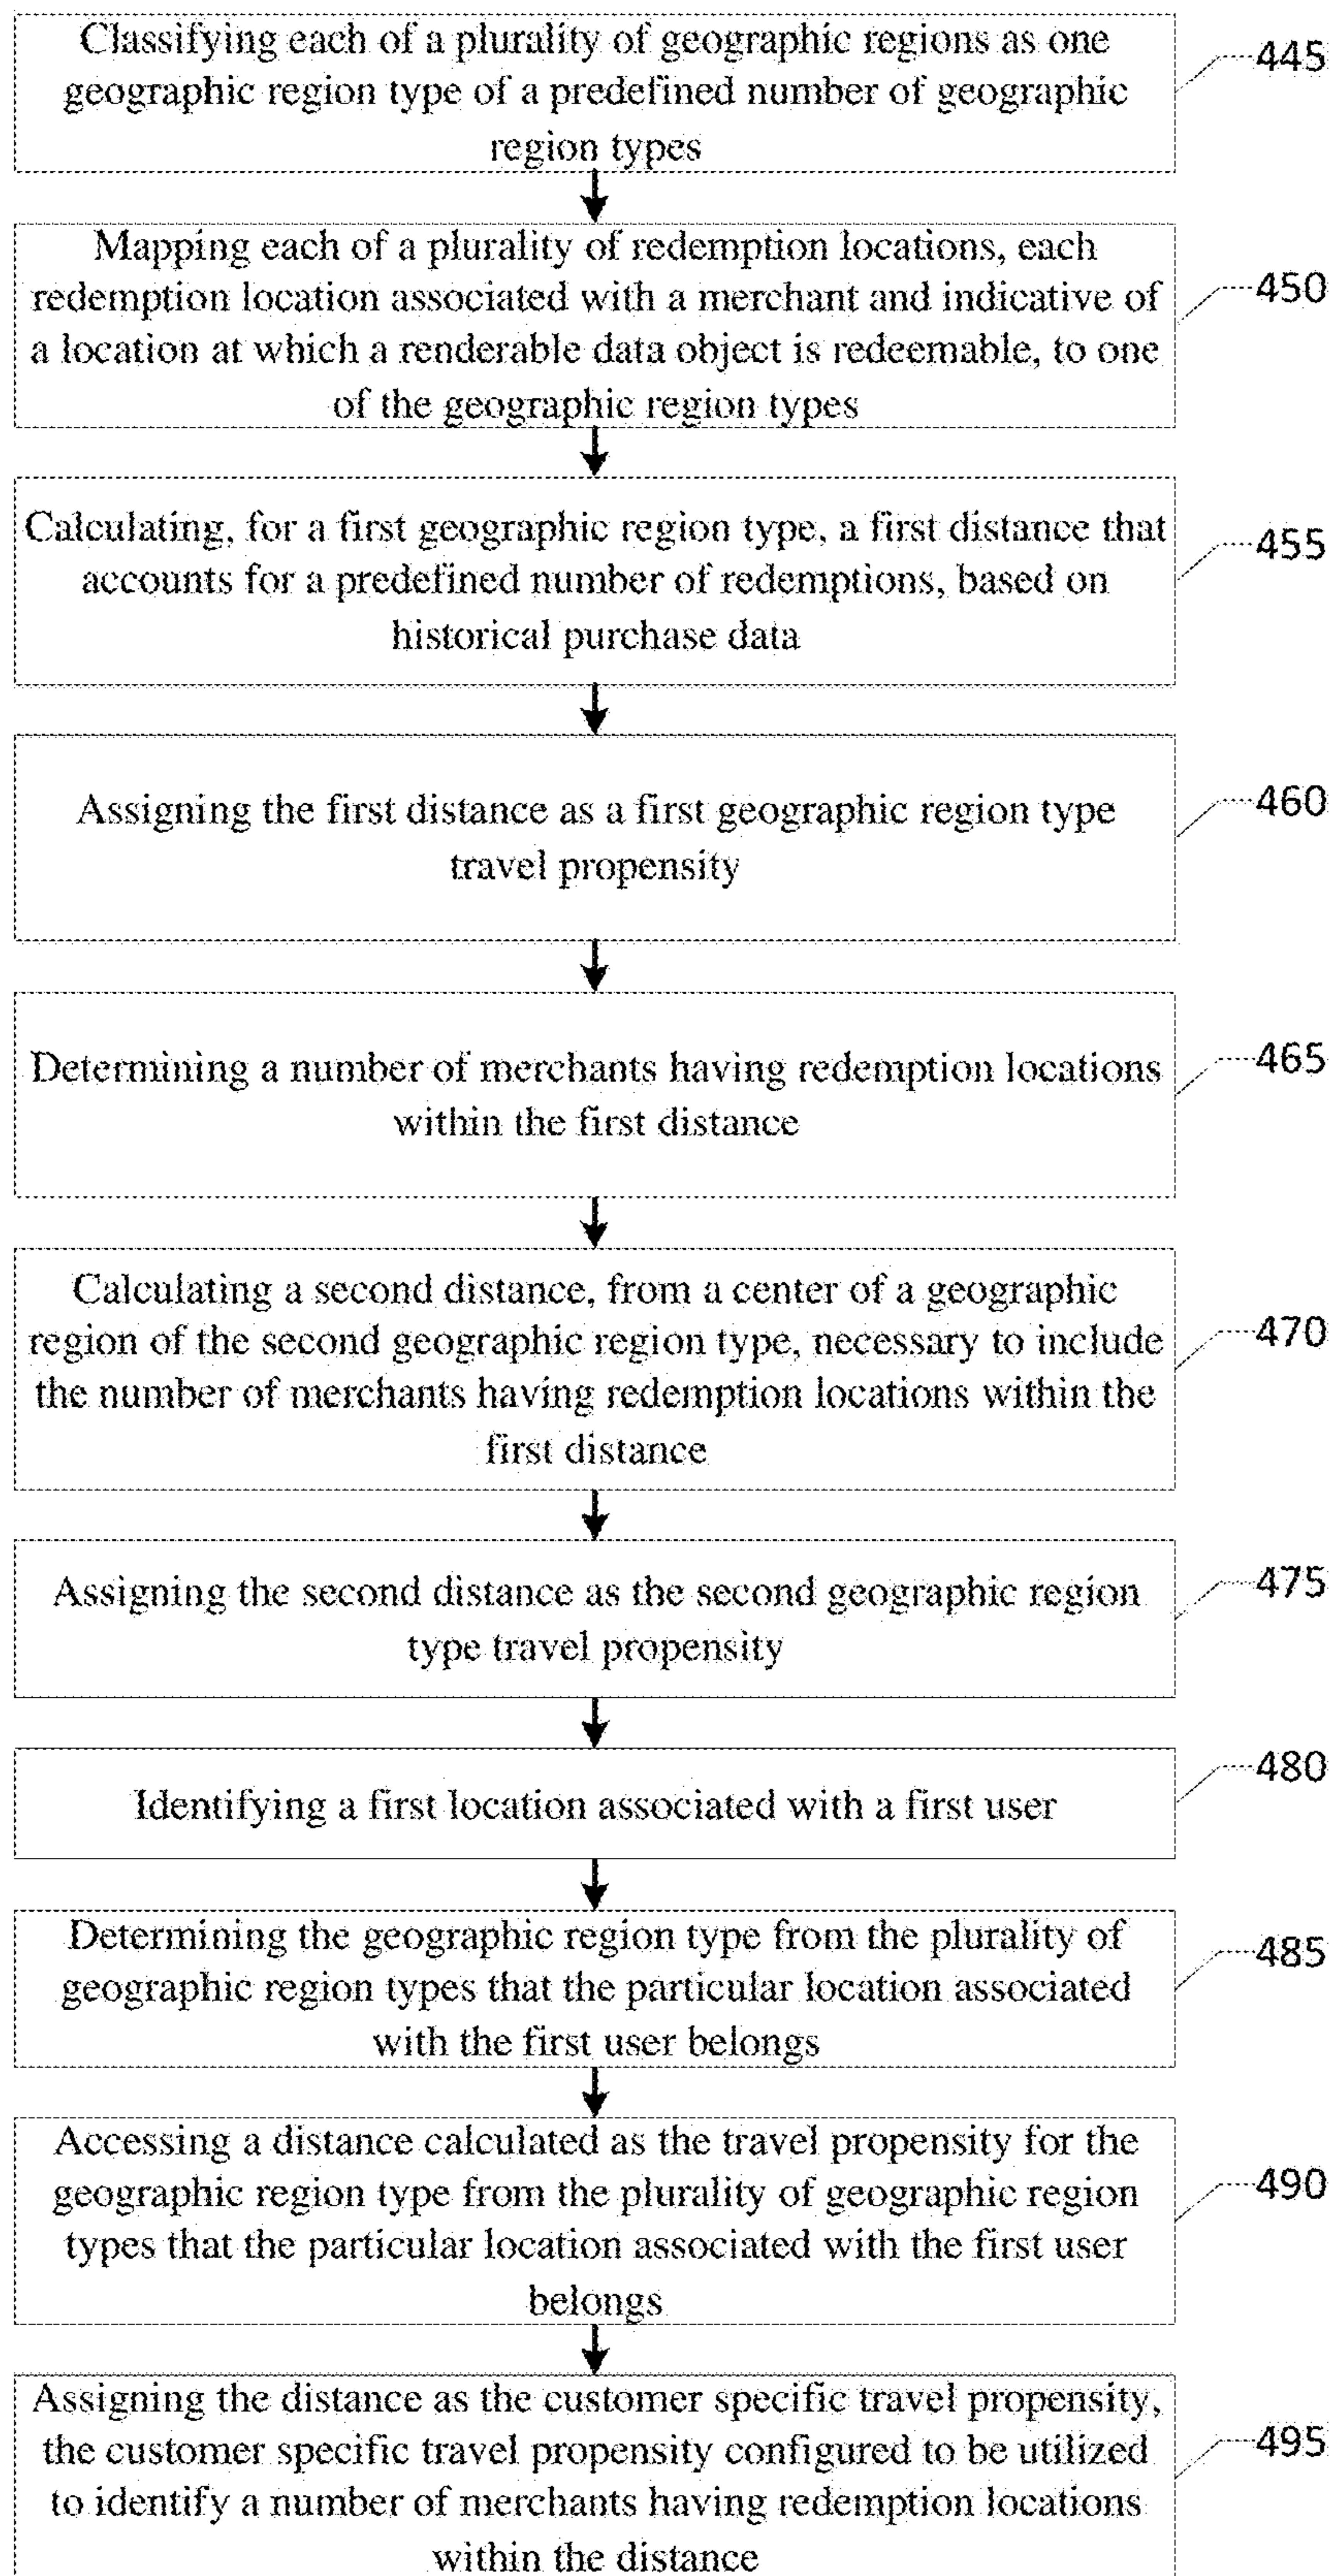 Classifying each of a plurality of geographic regions as one
geographic region type of a predefined number of geographic
region types
445
Mapping each of a plurality of redemption locations, each
redemption location associated with a merchant and indicative of
a location at which a renderable data object is redeemable, to one
of the geographic region types
450
Calculating, for a first geographic region type, a first distance that
accounts for a predefined number of redemptions, based on
historical purchase data
455
Assigning the first distance as a first geographic region type
travel propensity
460
Determining a number of merchants having redemption locations
within the first distance
465
Calculating a second distance, from a center of a geographic
region of the second geographic region type, necessary to include
the number of merchants having redemption locations within the
first distance
470
Assigning the second distance as the second geographic region
type travel propensity
475
Identifying a first location associated with a first user
480
Determining the geographic region type from the plurality of
geographic region types that the particular location associated
with the first user belongs
485
Accessing a distance calculated as the travel propensity for the
geographic region type from the plurality of geographic region
types that the particular location associated with the first user
belongs
490
Assigning the distance as the customer specific travel propensity,
the customer specific travel propensity configured to be utilized
to identify a number of merchants having redemption locations
within the distance
495